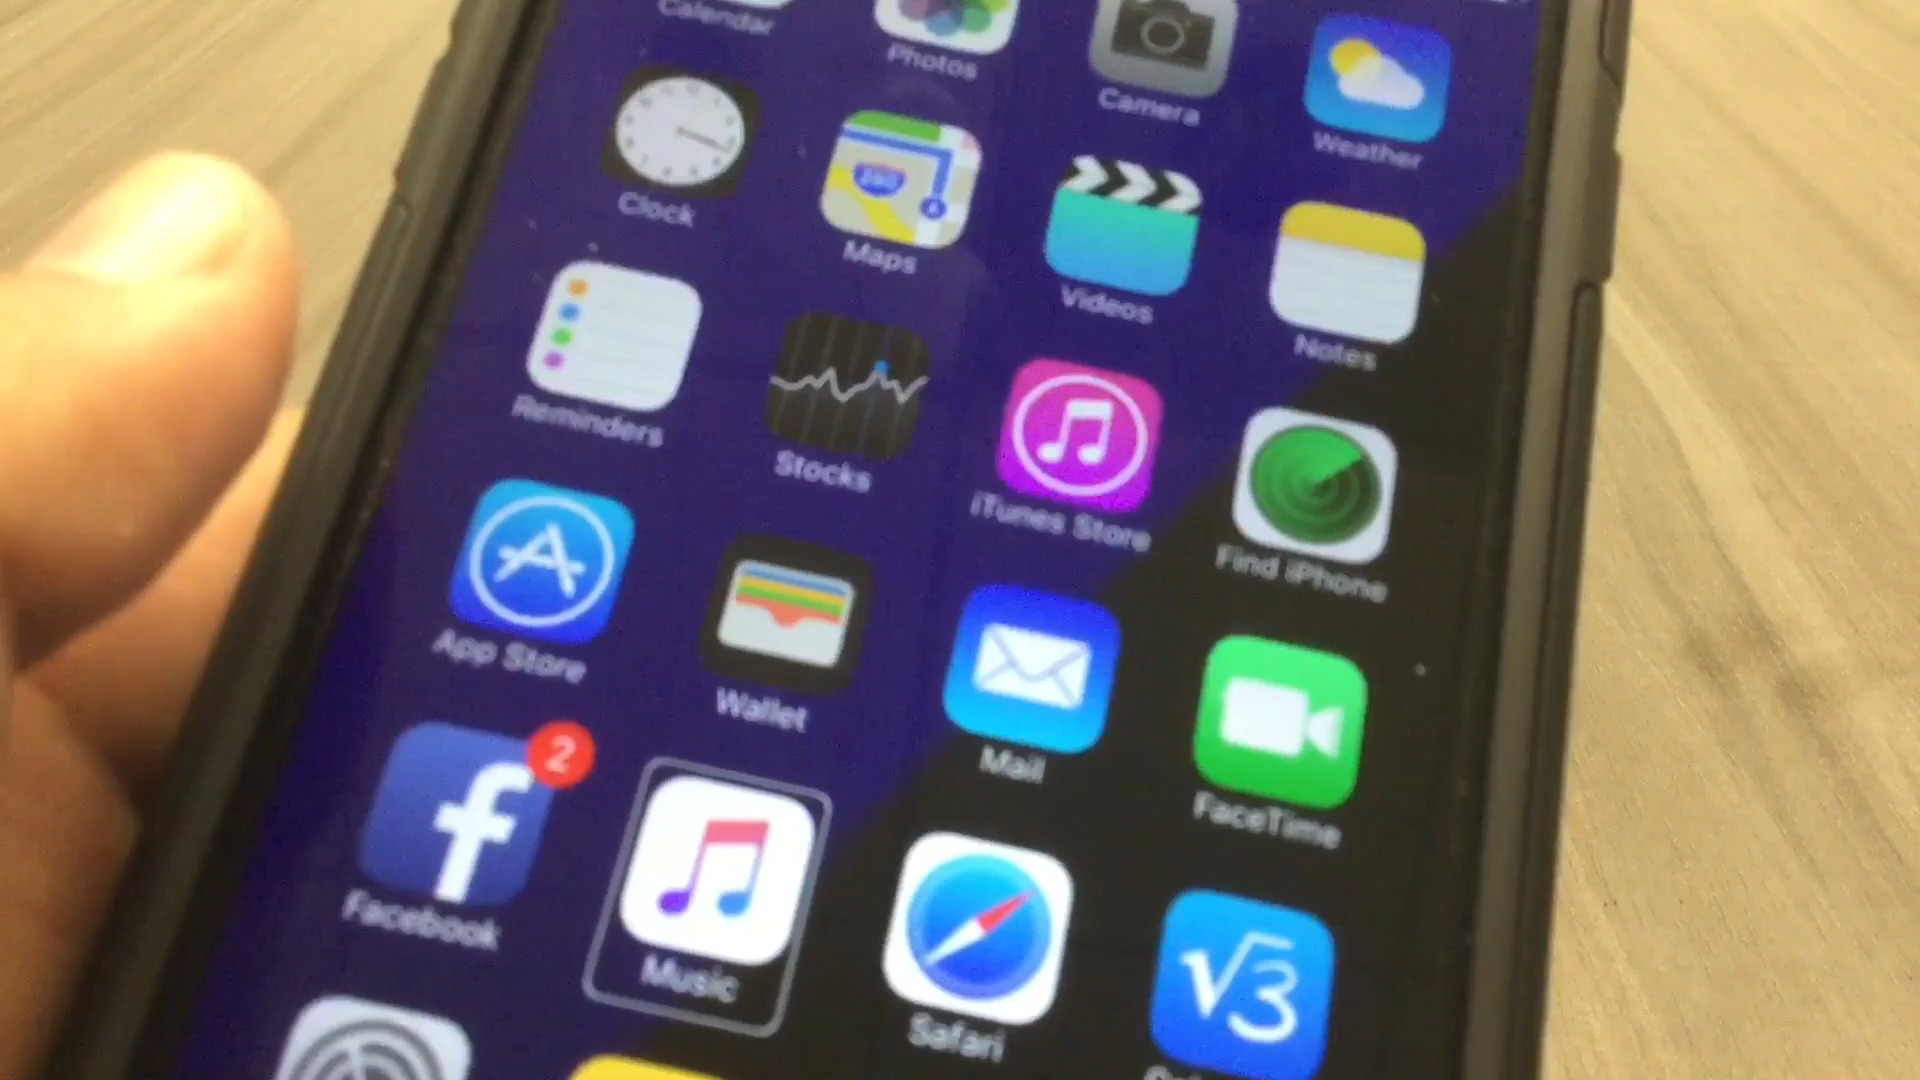 Calendar
Photos
Camera
Weather
Clock
Maps
Videos
Notes
280
Reminders
Stocks
iTunes Store
Find iPhone
App Store
Wallet
Mail
FaceTime
2
Facebook
Music
Safari
√3